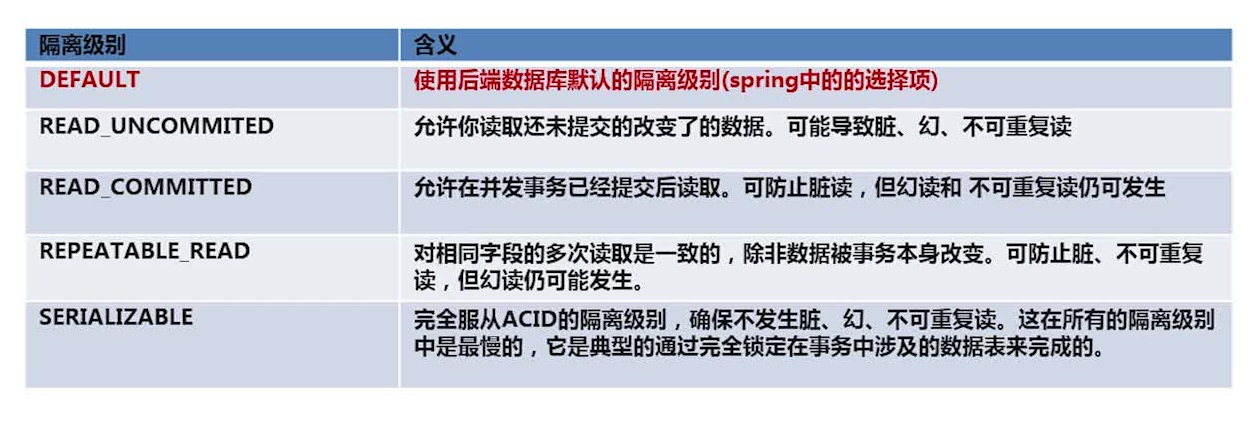 隔离级别 含义
DEFAULT 使用后端数据库默认的隔离级别(spring中的的选择项)
READ_UNCOMMITED 允许你读取还未提交的改变了的数据。可能导致脏、幻、不可重复读
READ_COMMITTED 允许在并发事务已经提交后读取。可防止脏读，但幻读和 不可重复读仍可发生
REPEATABLE_READ 对相同字段的多次读取是一致的，除非数据被事务本身改变。可防止脏、不可重复
读，但幻读仍可能发生。
SERIALIZABLE 完全服从ACID的隔离级别，确保不发生脏、幻、不可重复读。这在所有的隔离级别
中是最慢的，它是典型的通过完全锁定在事务中涉及的数据表来完成的。